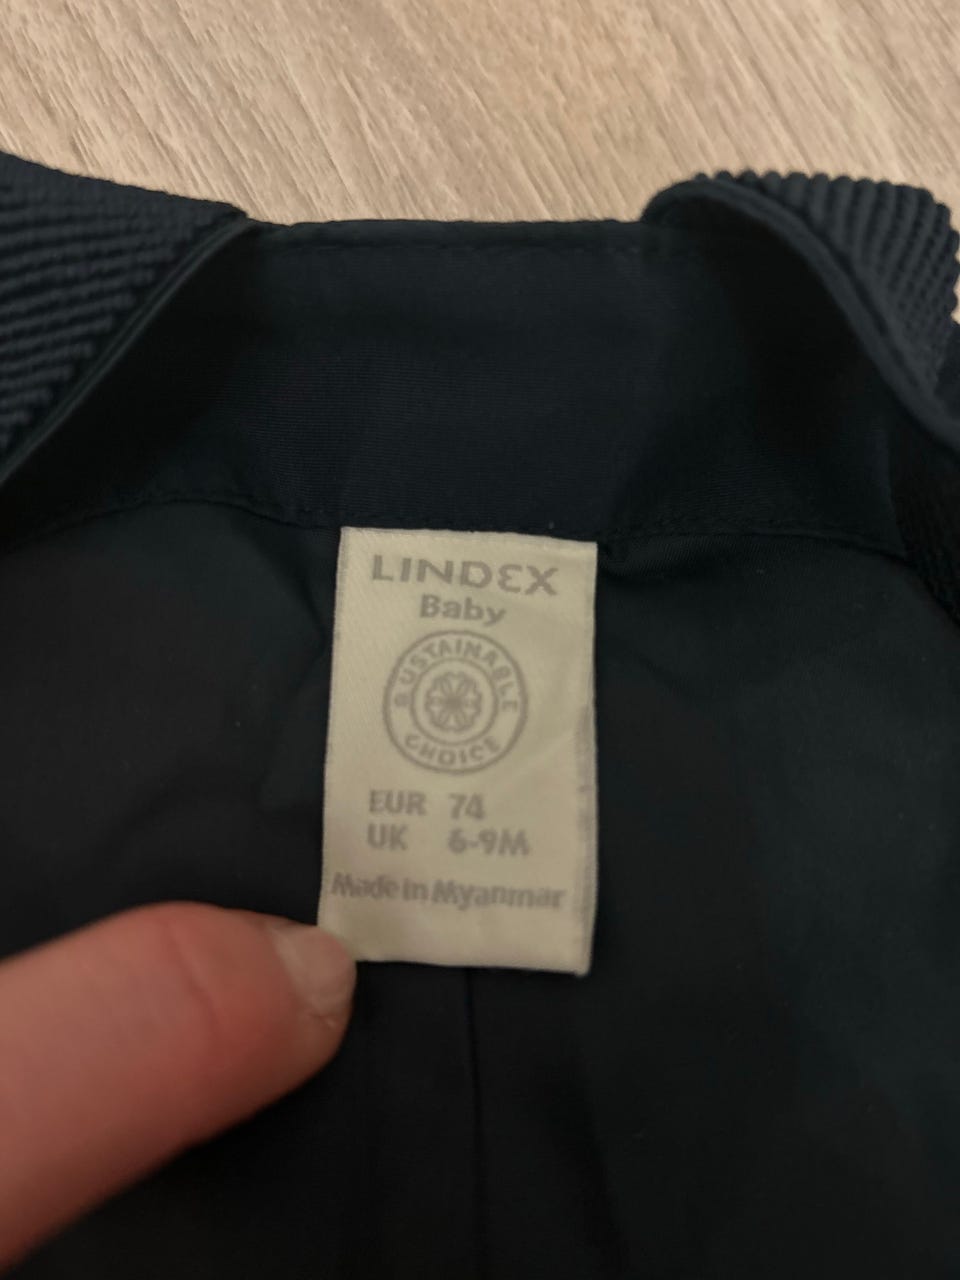 LINDEX
Baby
SUSTAINABLE
CHOICE
EUR 74
UK 6-9M
Made in Myanmar